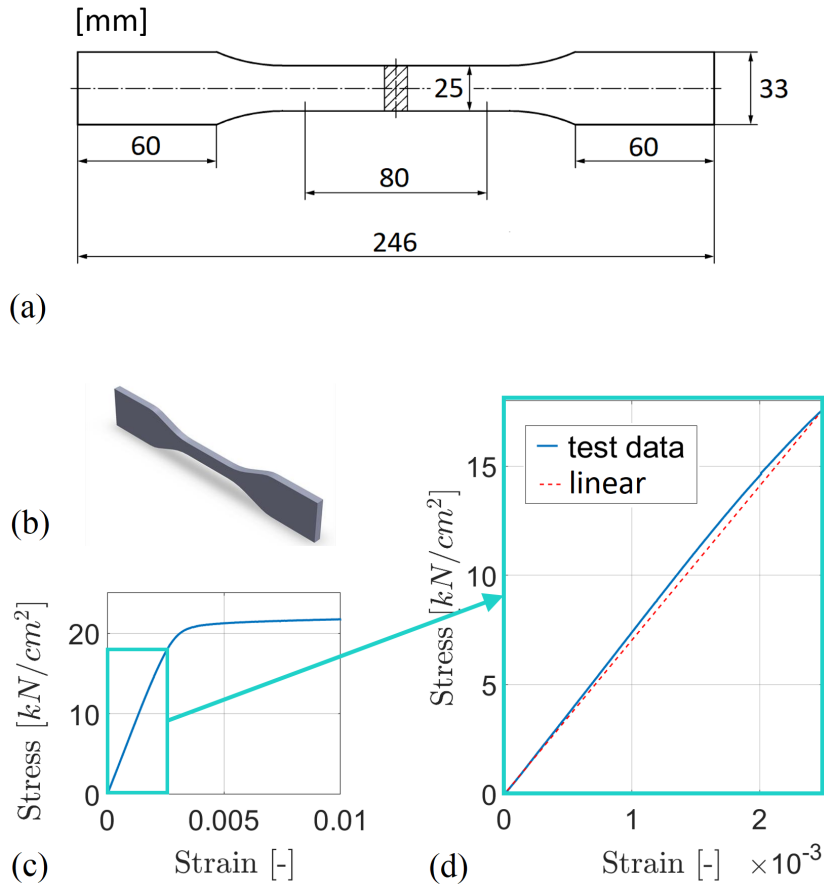 [mm]
25
33
60
60
80
246
(a)
(b)
test data
linear
Stress [kN/cm²]
15
10
5
0
0
1
2
Strain [-]
×10⁻³
(d)
Stress [kN/cm²]
20
10
0
0
0.005
0.01
Strain [-]
(c)